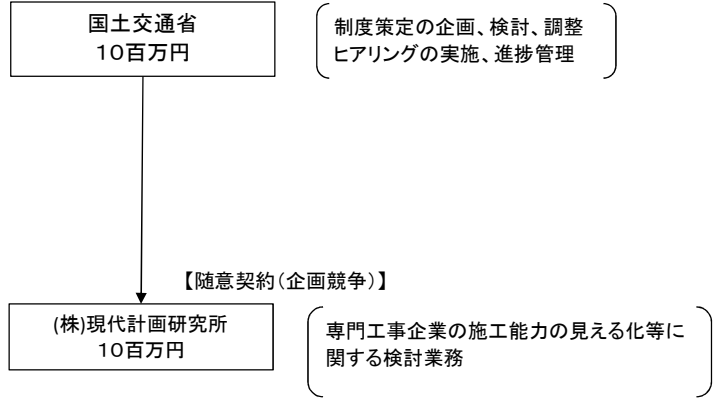 国土交通省
10百万円
制度策定の企画、検討、調整
ヒアリングの実施、進捗管理
【随意契約(企画競争)】
(株)現代計画研究所
10百万円
専門工事企業の施工能力の見える化等に
関する検討業務